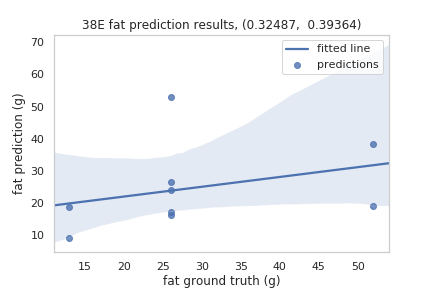 38E fat prediction results, (0.32487,  0.39364)
fitted line
predictions
fat prediction (g)
70
60
50
40
30
20
10
15 20 25 30 35 40 45 50
fat ground truth (g)